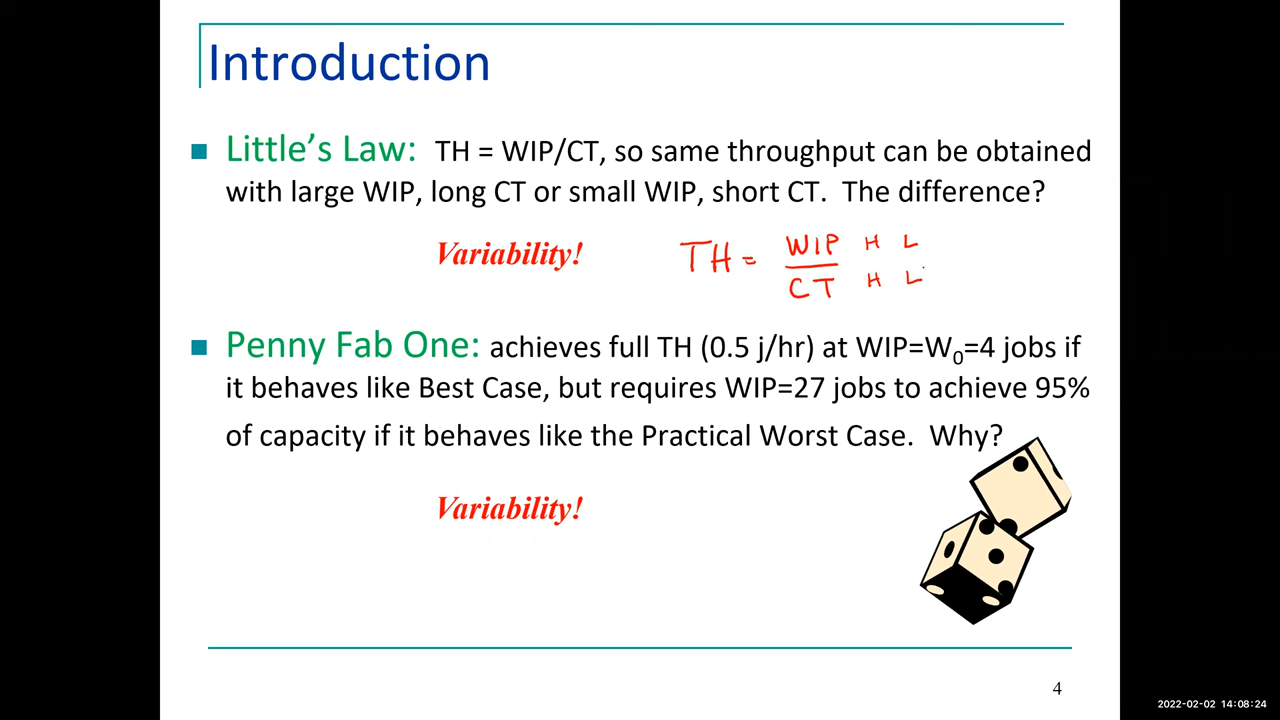 Introduction
Little's Law: TH = WIP/CT, so same throughput can be obtained
with large WIP, long CT or small WIP, short CT. The difference?
Variability!
TH = WIP/CT H L H L
Penny Fab One: achieves full TH (0.5 j/hr) at WIP=W0=4 jobs if
it behaves like Best Case, but requires WIP=27 jobs to achieve 95%
of capacity if it behaves like the Practical Worst Case. Why?
Variability!
4
2022-02-02 14:08:24